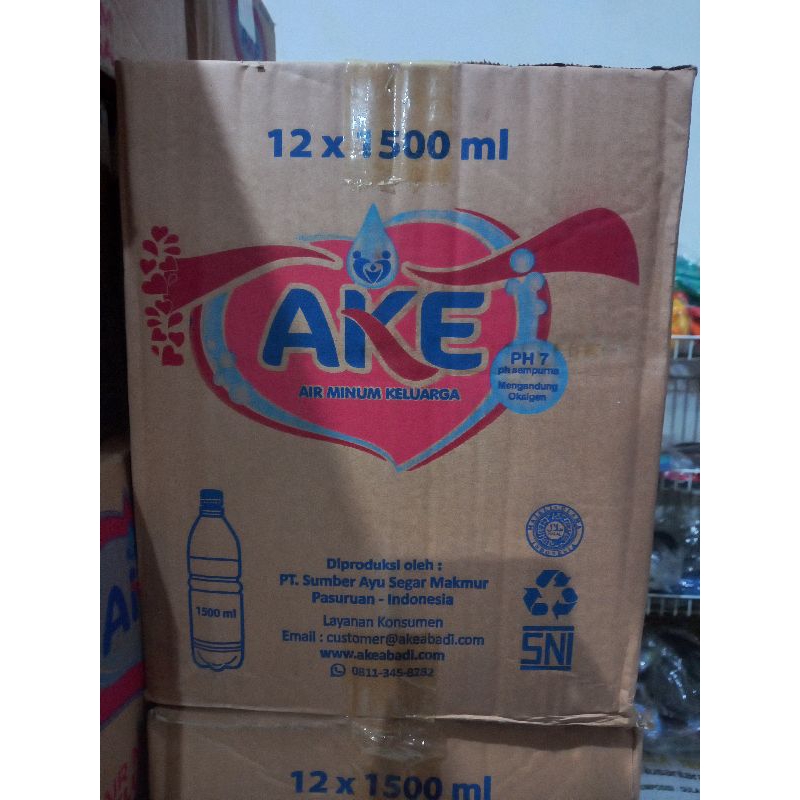 12 x 1500 ml
AKE
AIR MINUM KELUARGA
PH 7
ph sempurna
Mengandung
Oksigen
1500 ml
Diproduksi oleh :
PT. Sumber Ayu Segar Makmur
Pasuruan - Indonesia
Layanan Konsumen
Email : customer@akeabadi.com
www.akeabadi.com
0811-345-8282
SNI
12 x 1500 ml